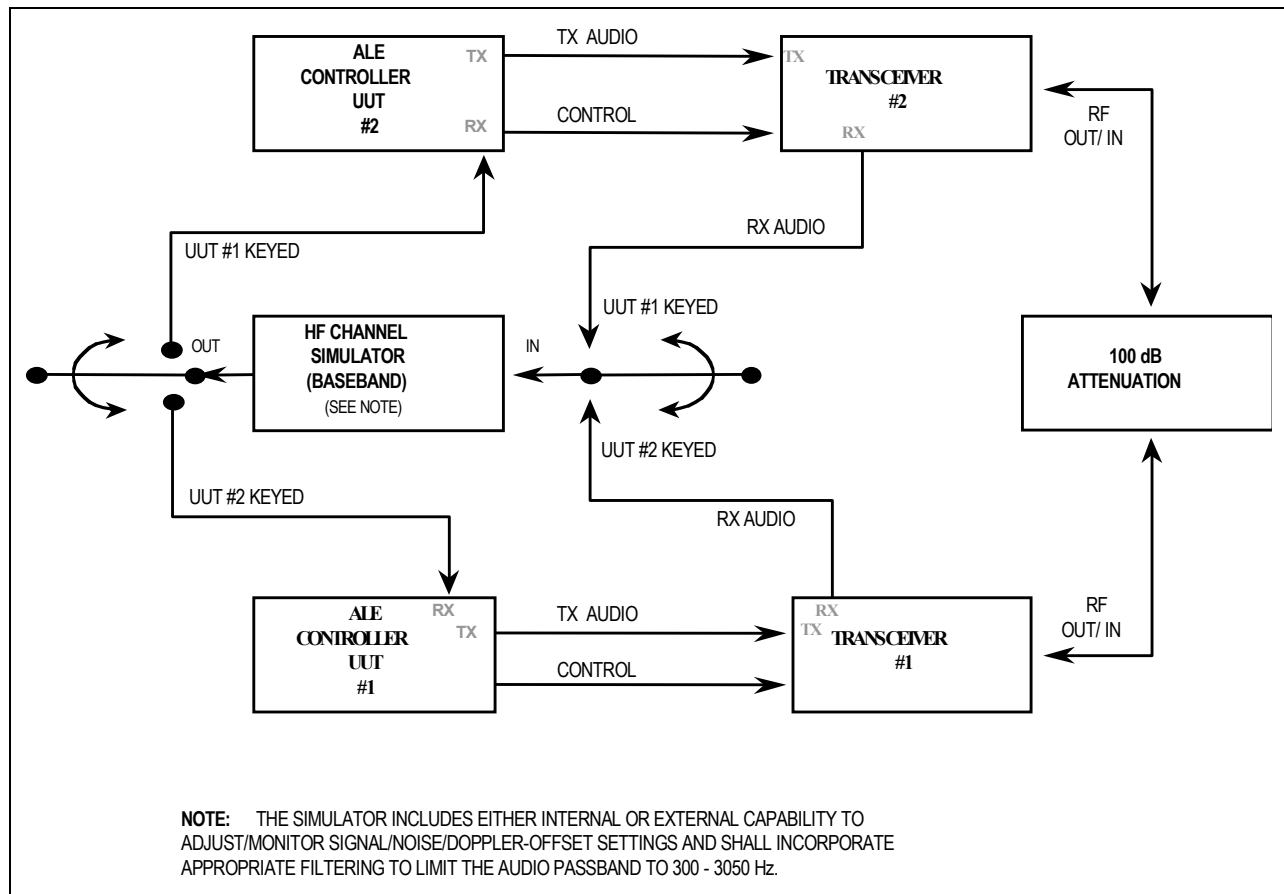 ALE
CONTROLLER
UUT
#2
TX
RX
TX AUDIO
CONTROL
TX
TRANSCEIVER
#2
RX
RF
OUT/ IN
RX AUDIO
UUT #1 KEYED
UUT #1 KEYED
OUT
HF CHANNEL
SIMULATOR
(BASEBAND)
(SEE NOTE)
IN
100 dB
ATTENUATION
UUT #2 KEYED
UUT #2 KEYED
RX AUDIO
ALE
CONTROLLER
UUT
#1
RX
TX
TX AUDIO
CONTROL
RX
TX
TRANSCEIVER
#1
RF
OUT/ IN
NOTE: THE SIMULATOR INCLUDES EITHER INTERNAL OR EXTERNAL CAPABILITY TO
ADJUST/MONITOR SIGNAL/NOISE/DOPPLER-OFFSET SETTINGS AND SHALL INCORPORATE
APPROPRIATE FILTERING TO LIMIT THE AUDIO PASSBAND TO 300 - 3050 Hz.